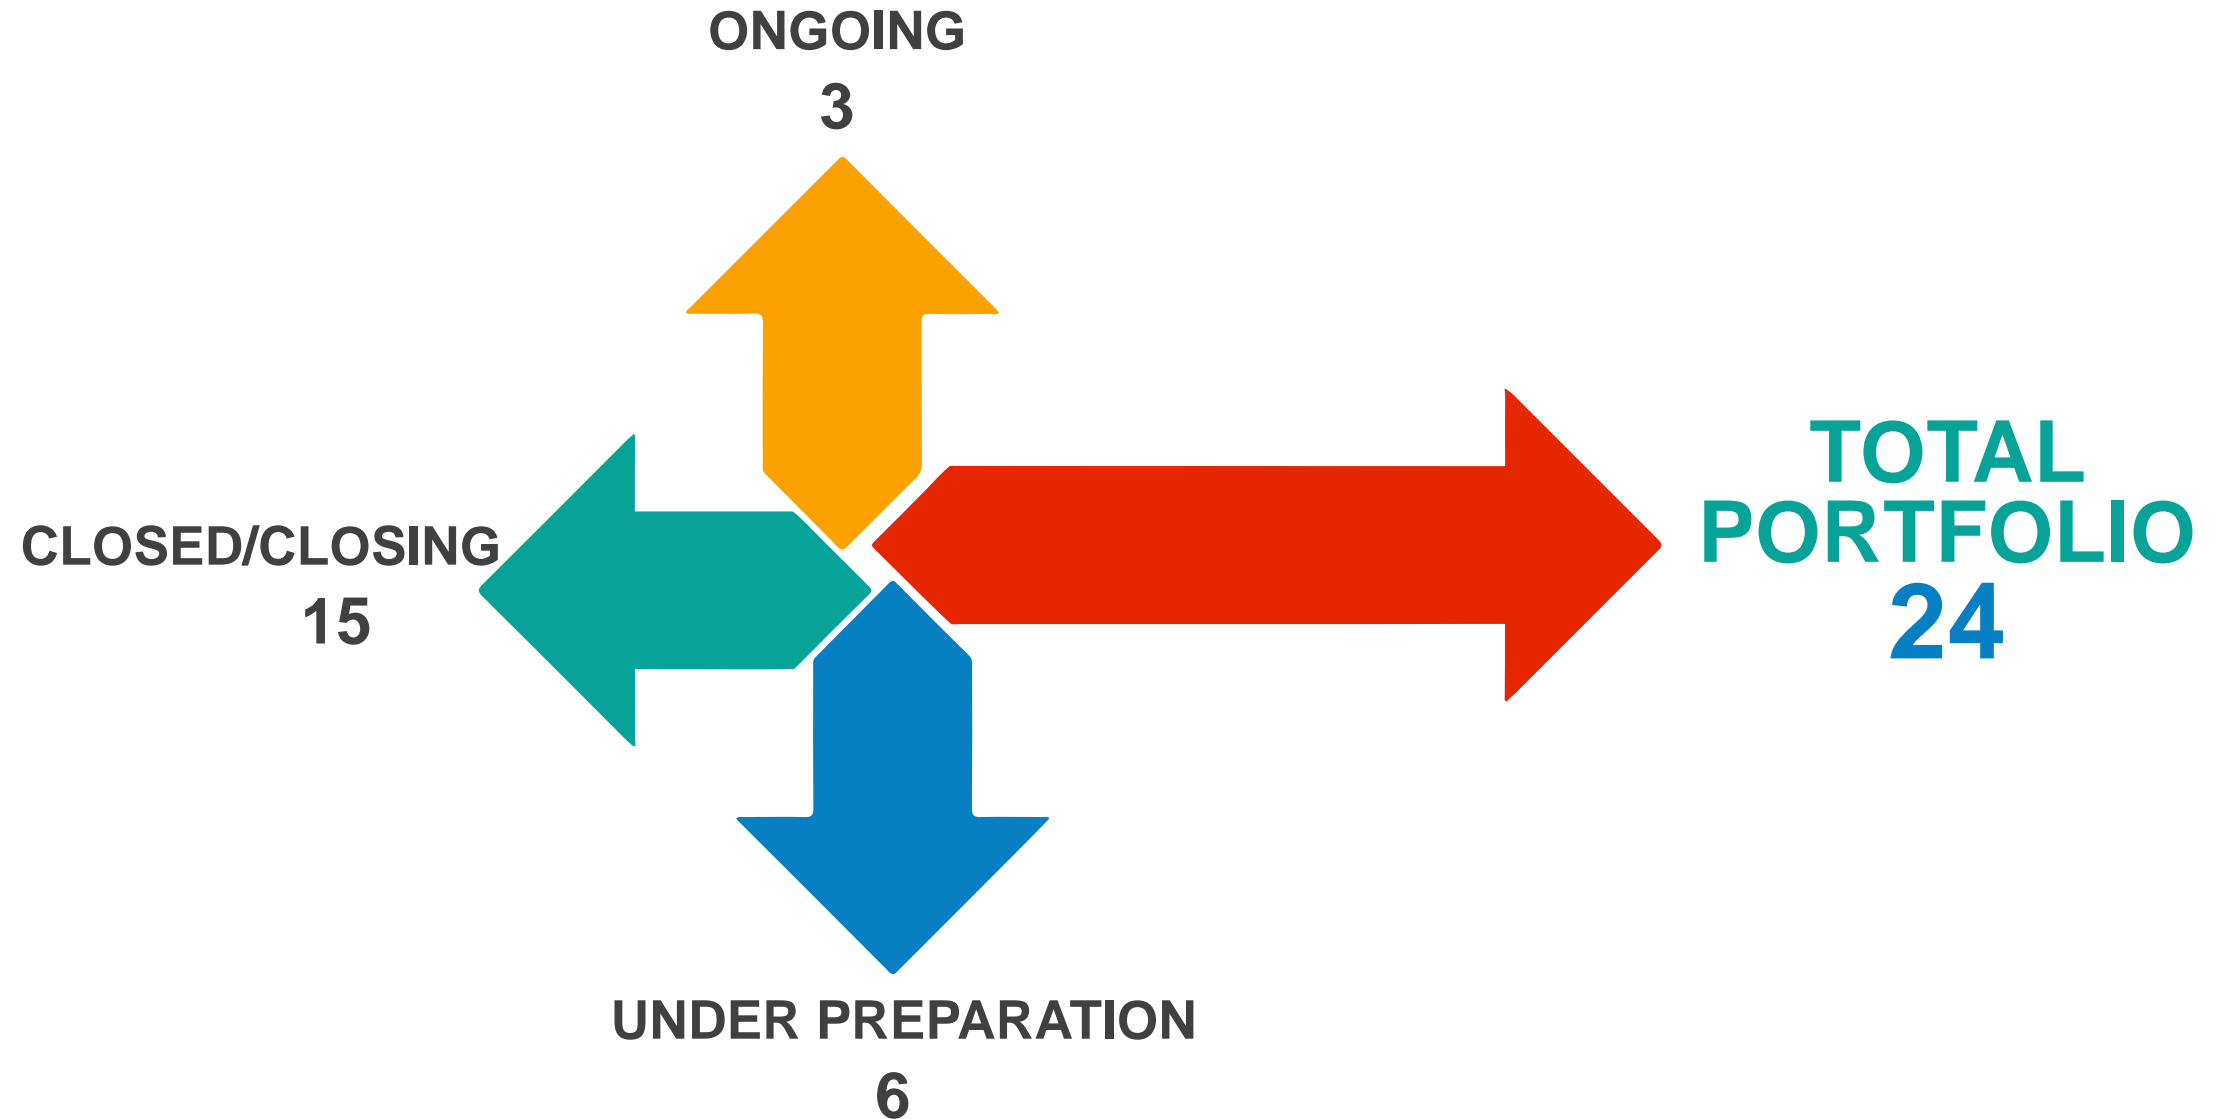 ONGOING
3
CLOSED/CLOSING
15
TOTAL
PORTFOLIO
24
UNDER PREPARATION
6